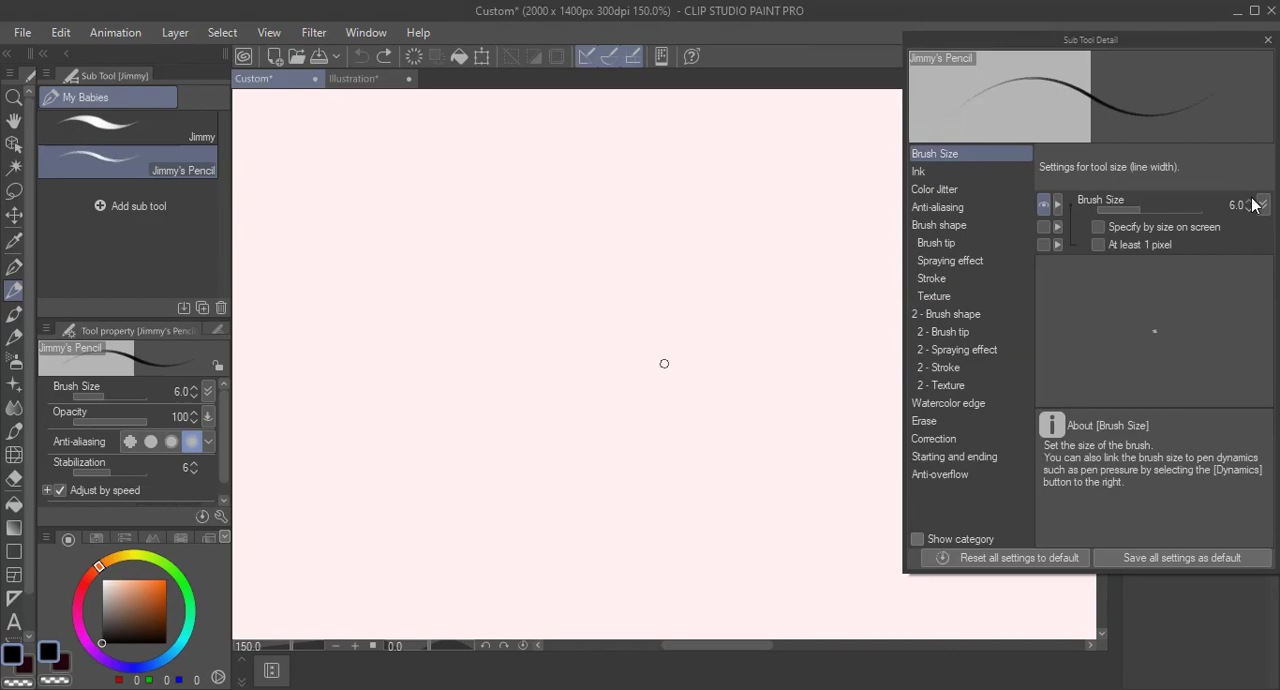 Custom* (2000 x 1400px 300dpi 150.0%) - CLIP STUDIO PAINT PRO
File Edit Animation Layer Select View Filter Window Help
Sub Tool [Jimmy]
Custom*
Illustration*
My Babies
Jimmy
Jimmy's Pencil
Add sub tool
Tool property [Jimmy's Penci
Jimmy's Pencil
Brush Size
6.0
Opacity
100
Anti-aliasing
Stabilization
6
Adjust by speed
0 0 0
150.0
0.0
A
Sub Tool Detail
Jimmy's Pencil
Brush Size
Ink
Color Jitter
Anti-aliasing
Brush shape
Brush tip
Spraying effect
Stroke
Texture
2 - Brush shape
2 - Brush tip
2 - Spraying effect
2 - Stroke
2 - Texture
Watercolor edge
Erase
Correction
Starting and ending
Anti-overflow
Show category
Settings for tool size (line width).
Brush Size
6.0
Specify by size on screen
At least 1 pixel
About [Brush Size]
Set the size of the brush.
You can also link the brush size to pen dynamics
such as pen pressure by selecting the [Dynamics]
button to the right.
Reset all settings to default
Save all settings as default